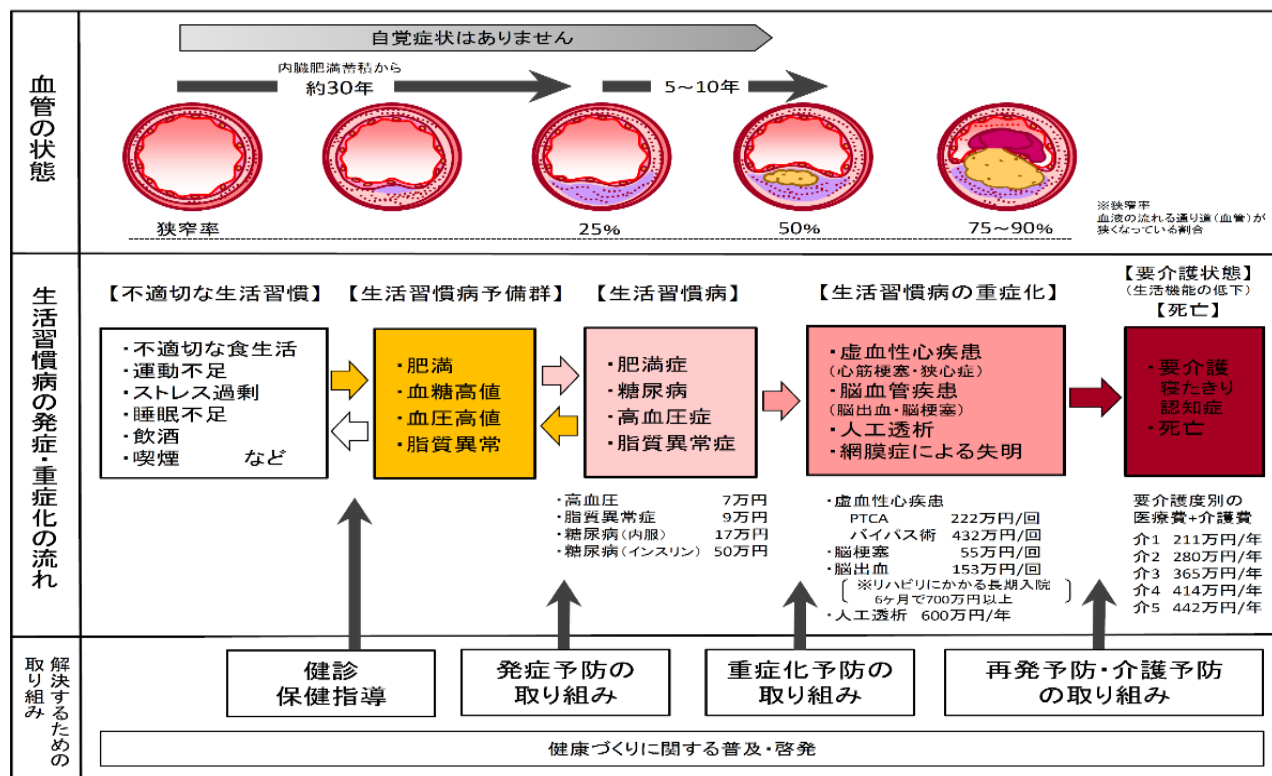 血管の状態
自覚症状はありません
内臓肥満蓄積から
約30年
5～10年
狭窄率
25%
50%
75～90%
※狭窄率
血液の流れる通り道(血管)が
狭くなっている割合
生活習慣病の発症・重症化の流れ
【不適切な生活習慣】
・不適切な食生活
・運動不足
・ストレス過剰
・睡眠不足
・飲酒
・喫煙 など
【生活習慣病予備群】
・肥満
・血糖高値
・血圧高値
・脂質異常
【生活習慣病】
・肥満症
・糖尿病
・高血圧症
・脂質異常症
・高血圧 7万円
・脂質異常症 9万円
・糖尿病(内服) 17万円
・糖尿病(インスリン) 50万円
【生活習慣病の重症化】
・虚血性心疾患
(心筋梗塞・狭心症)
・脳血管疾患
(脳出血・脳梗塞)
・人工透析
・網膜症による失明
・虚血性心疾患
PTCA 222万円/回
バイパス術 432万円/回
・脳梗塞 55万円/回
・脳出血 153万円/回
※リハビリにかかる長期入院
6ヶ月で700万円以上
・人工透析 600万円/年
【要介護状態】
(生活機能の低下)
【死亡】
・要介護
寝たきり
認知症
・死亡
要介護度別の
医療費+介護費
介1 211万円/年
介2 280万円/年
介3 365万円/年
介4 414万円/年
介5 442万円/年
解決するための
取り組み
健診
保健指導
発症予防の
取り組み
重症化予防の
取り組み
再発予防・介護予防
の取り組み
健康づくりに関する普及・啓発